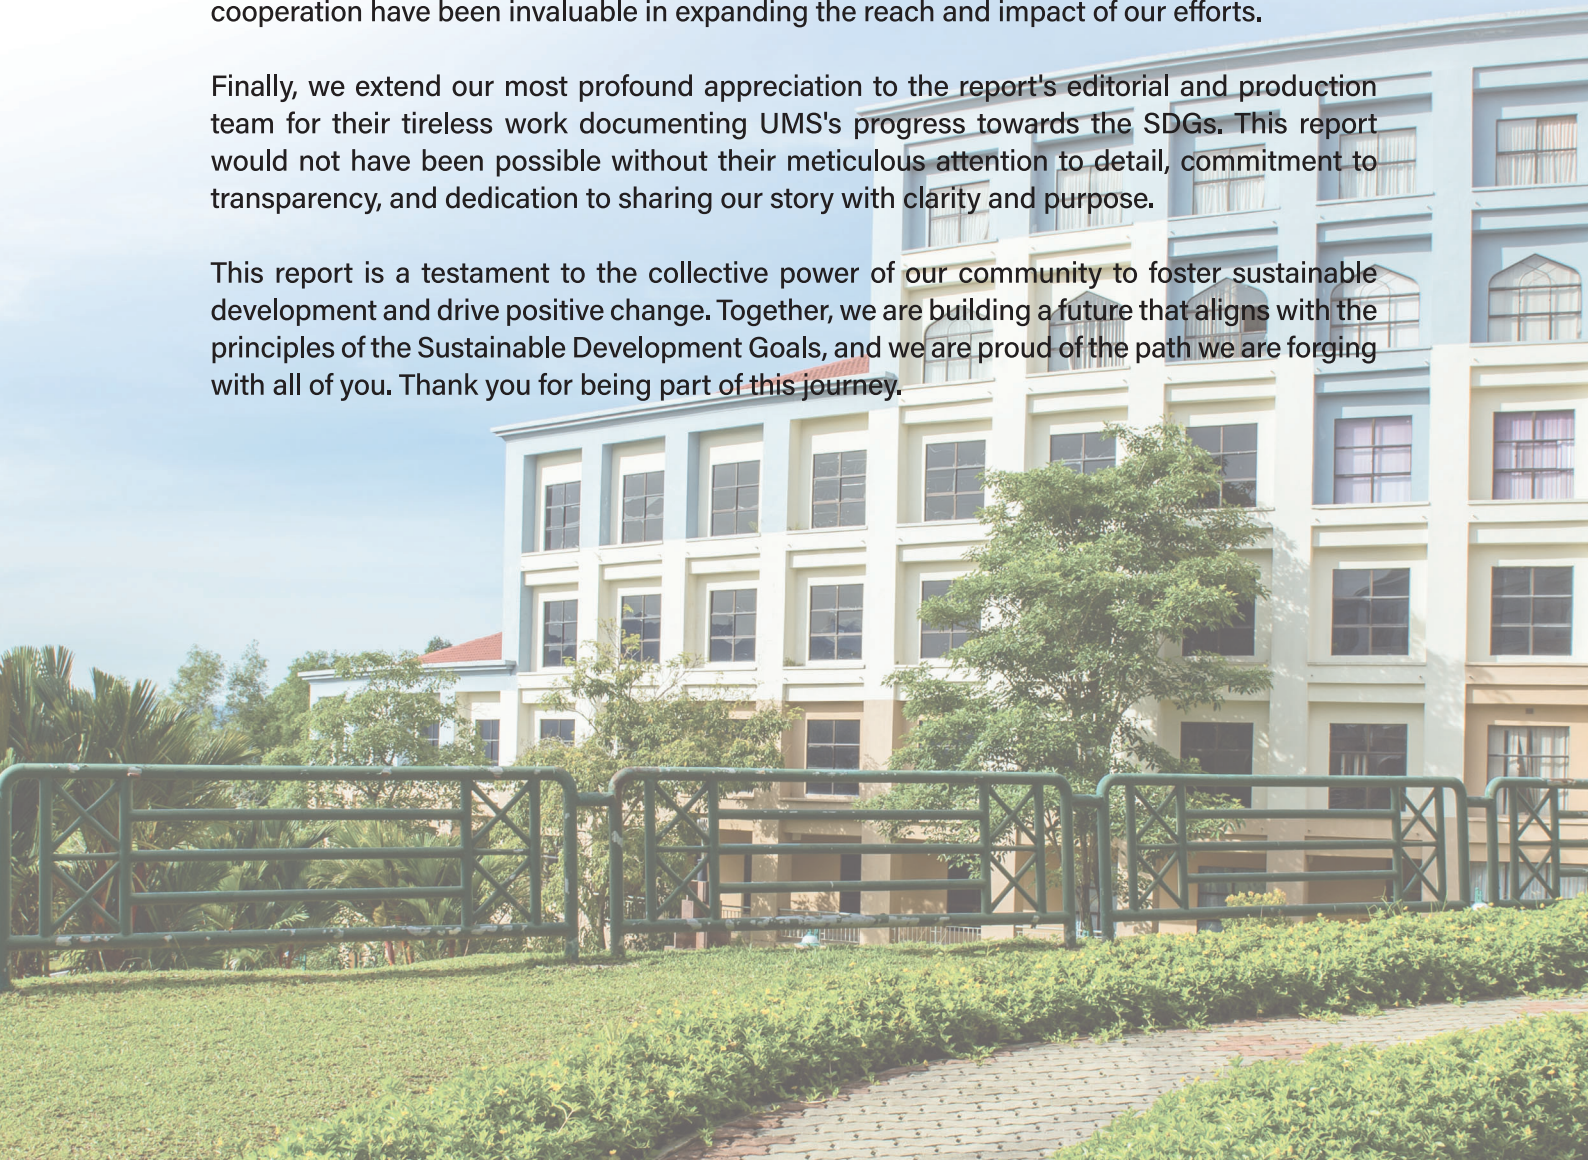 cooperation have been invaluable in expanding the reach and impact of our efforts.
Finally, we extend our most profound appreciation to the report's editorial and production
team for their tireless work documenting UMS's progress towards the SDGs. This report
would not have been possible without their meticulous attention to detail, commitment to
transparency, and dedication to sharing our story with clarity and purpose.
This report is a testament to the collective power of our community to foster sustainable
development and drive positive change. Together, we are building a future that aligns with the
principles of the Sustainable Development Goals, and we are proud of the path we are forging
with all of you. Thank you for being part of this journey.